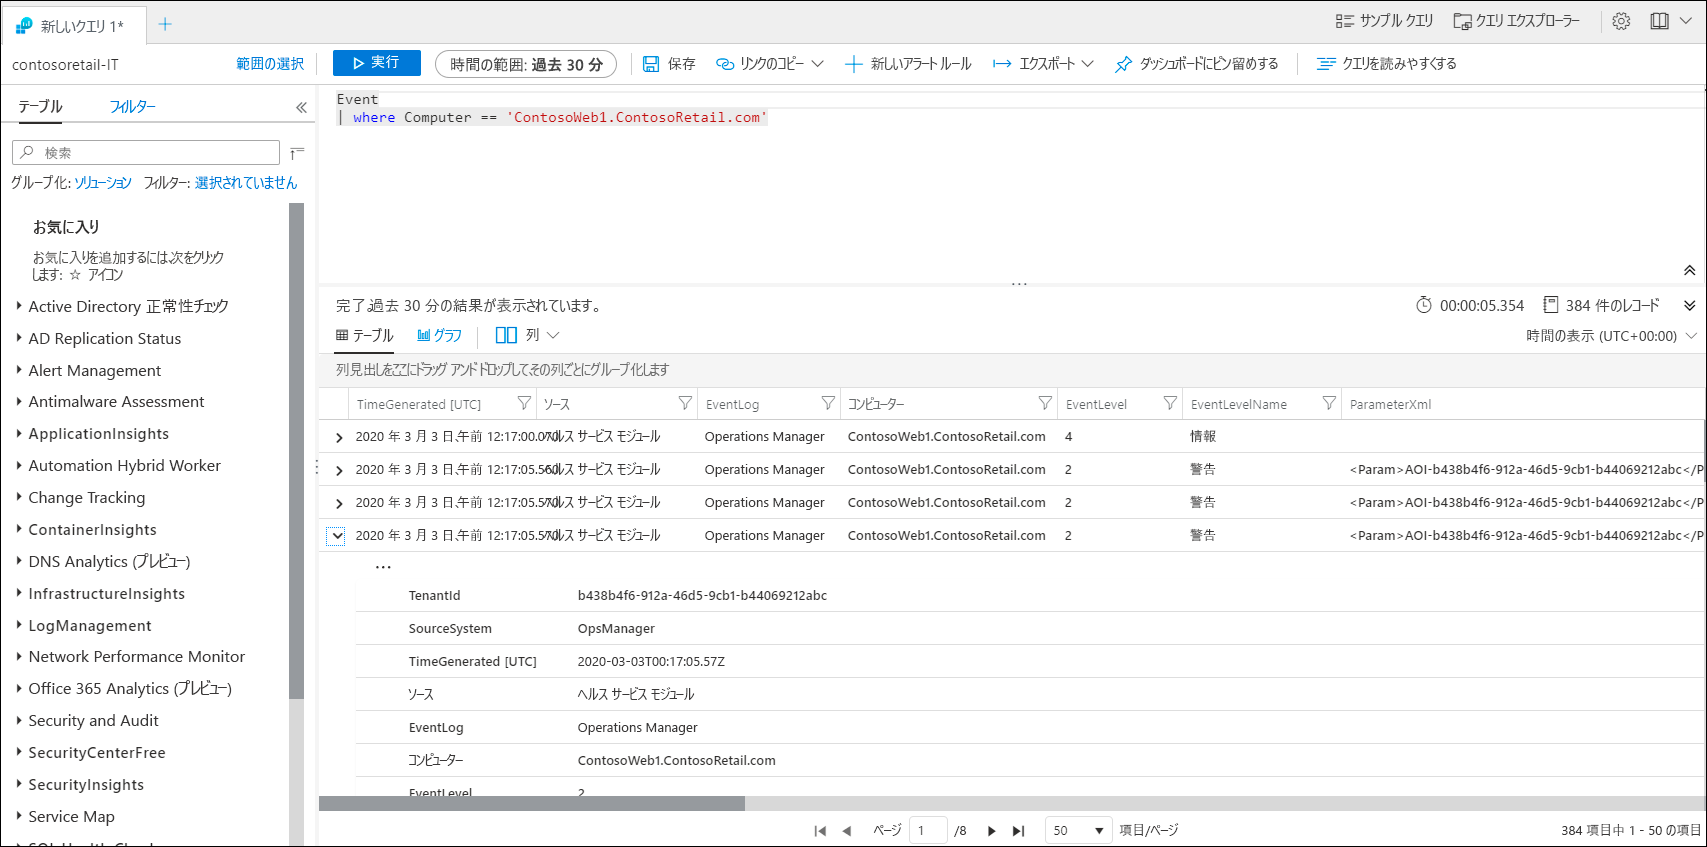 新しいクエリ 1*
サンプル クエリ
クエリ エクスプローラー
contosoretail-IT
範囲の選択
実行
時間の範囲: 過去 30 分
保存
リンクのコピー
新しいアラート ルール
エクスポート
ダッシュボードにピン留めする
クエリを読みやすくする
テーブル
フィルター
検索
グループ化: ソリューション
フィルター: 選択されていません
お気に入り
お気に入りを追加するには、次をクリック
します: ☆ アイコン
Active Directory 正常性チェック
AD Replication Status
Alert Management
Antimalware Assessment
ApplicationInsights
Automation Hybrid Worker
Change Tracking
ContainerInsights
DNS Analytics (プレビュー)
InfrastructureInsights
LogManagement
Network Performance Monitor
Office 365 Analytics (プレビュー)
Security and Audit
SecurityCenterFree
SecurityInsights
Service Map
Event
| where Computer == 'ContosoWeb1.ContosoRetail.com'
完了。過去 30 分の結果が表示されています。
00:00:05.354
384 件のレコード
テーブル
グラフ
列
時間の表示 (UTC+00:00)
列見出しをここにドラッグ アンド ドロップして、その列ごとにグループ化します
TimeGenerated [UTC] ソース EventLog コンピューター EventLevel EventLevelName ParameterXml
2020 年 3 月 3 日、午前 12:17:00.070 ヘルス サービス モジュール Operations Manager ContosoWeb1.ContosoRetail.com 4 情報
2020 年 3 月 3 日、午前 12:17:05.560 ヘルス サービス モジュール Operations Manager ContosoWeb1.ContosoRetail.com 2 警告 <Param>AOI-b438b4f6-912a-46d5-9cb1-b44069212abc</P
2020 年 3 月 3 日、午前 12:17:05.570 ヘルス サービス モジュール Operations Manager ContosoWeb1.ContosoRetail.com 2 警告 <Param>AOI-b438b4f6-912a-46d5-9cb1-b44069212abc</P
2020 年 3 月 3 日、午前 12:17:05.570 ヘルス サービス モジュール Operations Manager ContosoWeb1.ContosoRetail.com 2 警告 <Param>AOI-b438b4f6-912a-46d5-9cb1-b44069212abc</P
...
TenantId b438b4f6-912a-46d5-9cb1-b44069212abc
SourceSystem OpsManager
TimeGenerated [UTC] 2020-03-03T00:17:05.57Z
ソース ヘルス サービス モジュール
EventLog Operations Manager
コンピューター ContosoWeb1.ContosoRetail.com
EventLevel 2
ページ 1 /8 50 項目/ページ
384 項目中 1 - 50 の項目